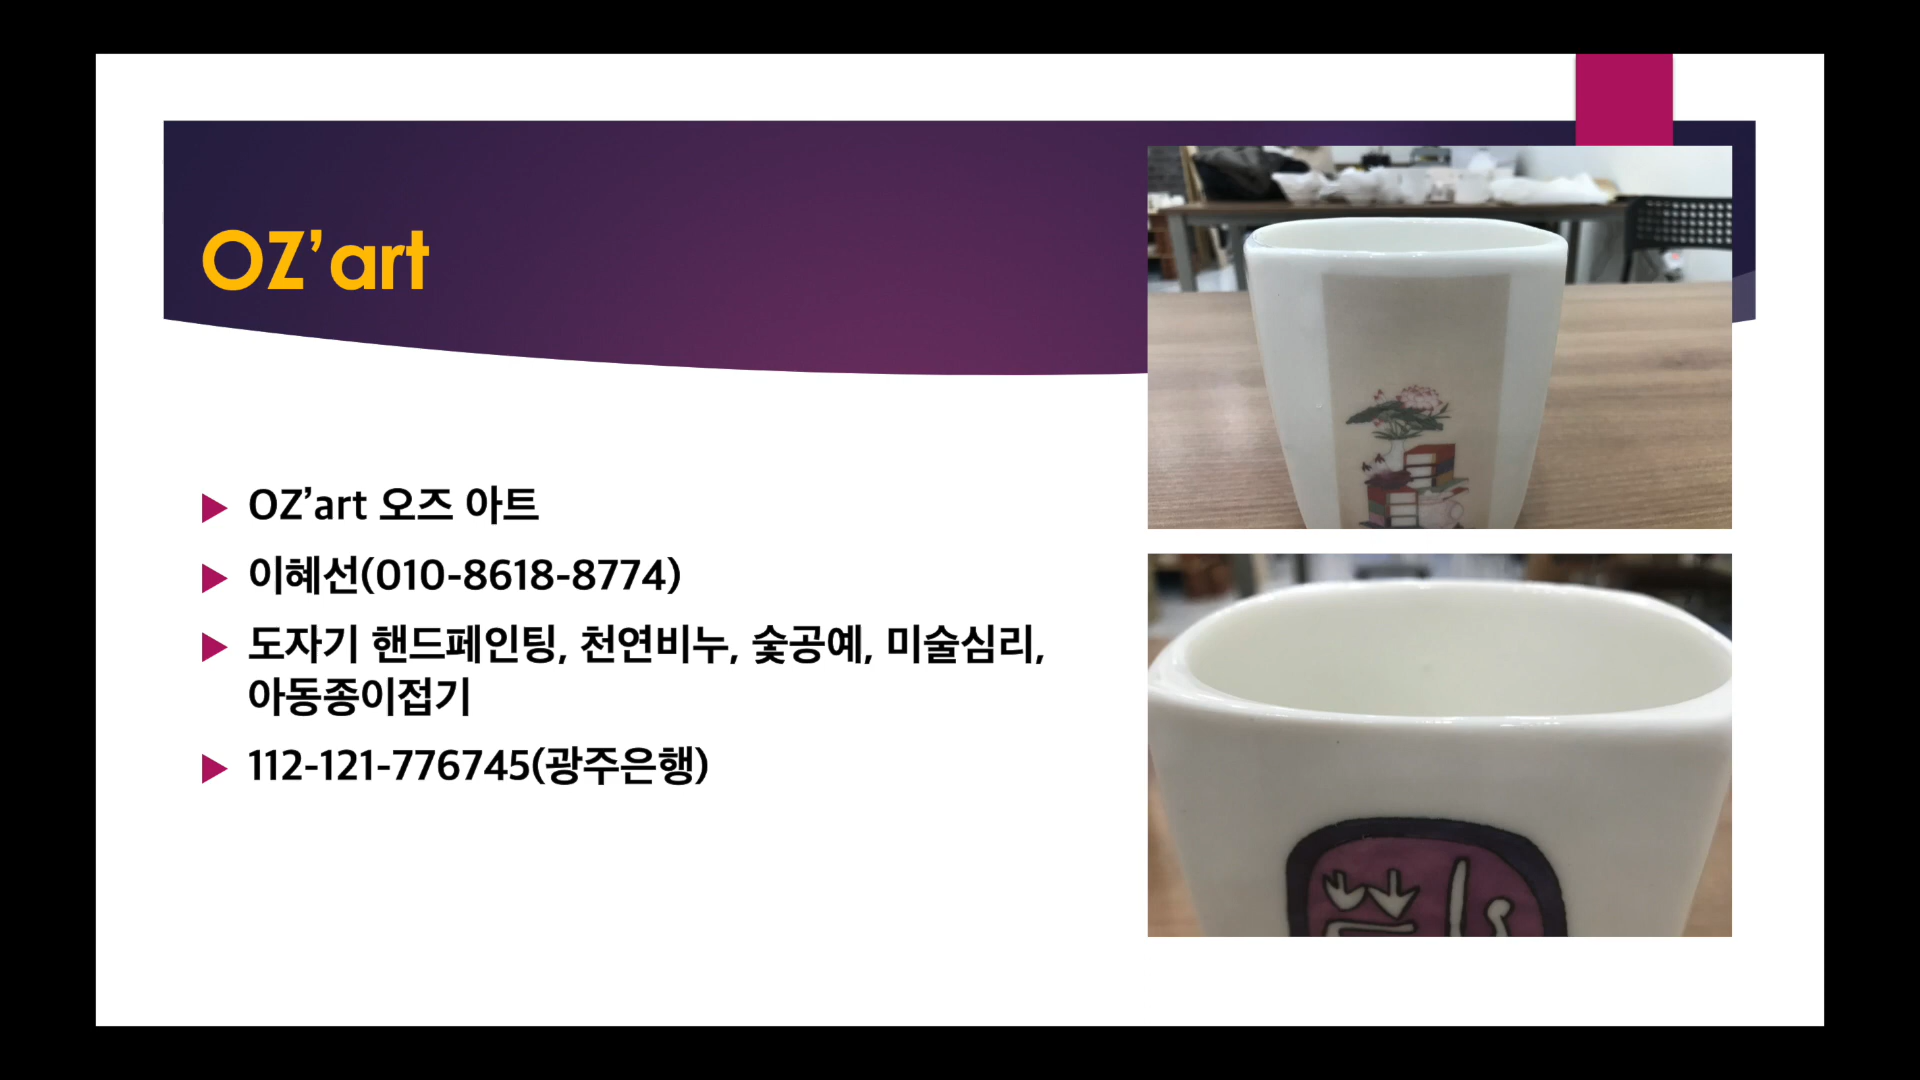 OZ’art
OZ’art 오즈 아트
이혜선(010-8618-8774)
도자기 핸드페인팅, 천연비누, 숯공예, 미술심리,
아동종이접기
112-121-776745(광주은행)